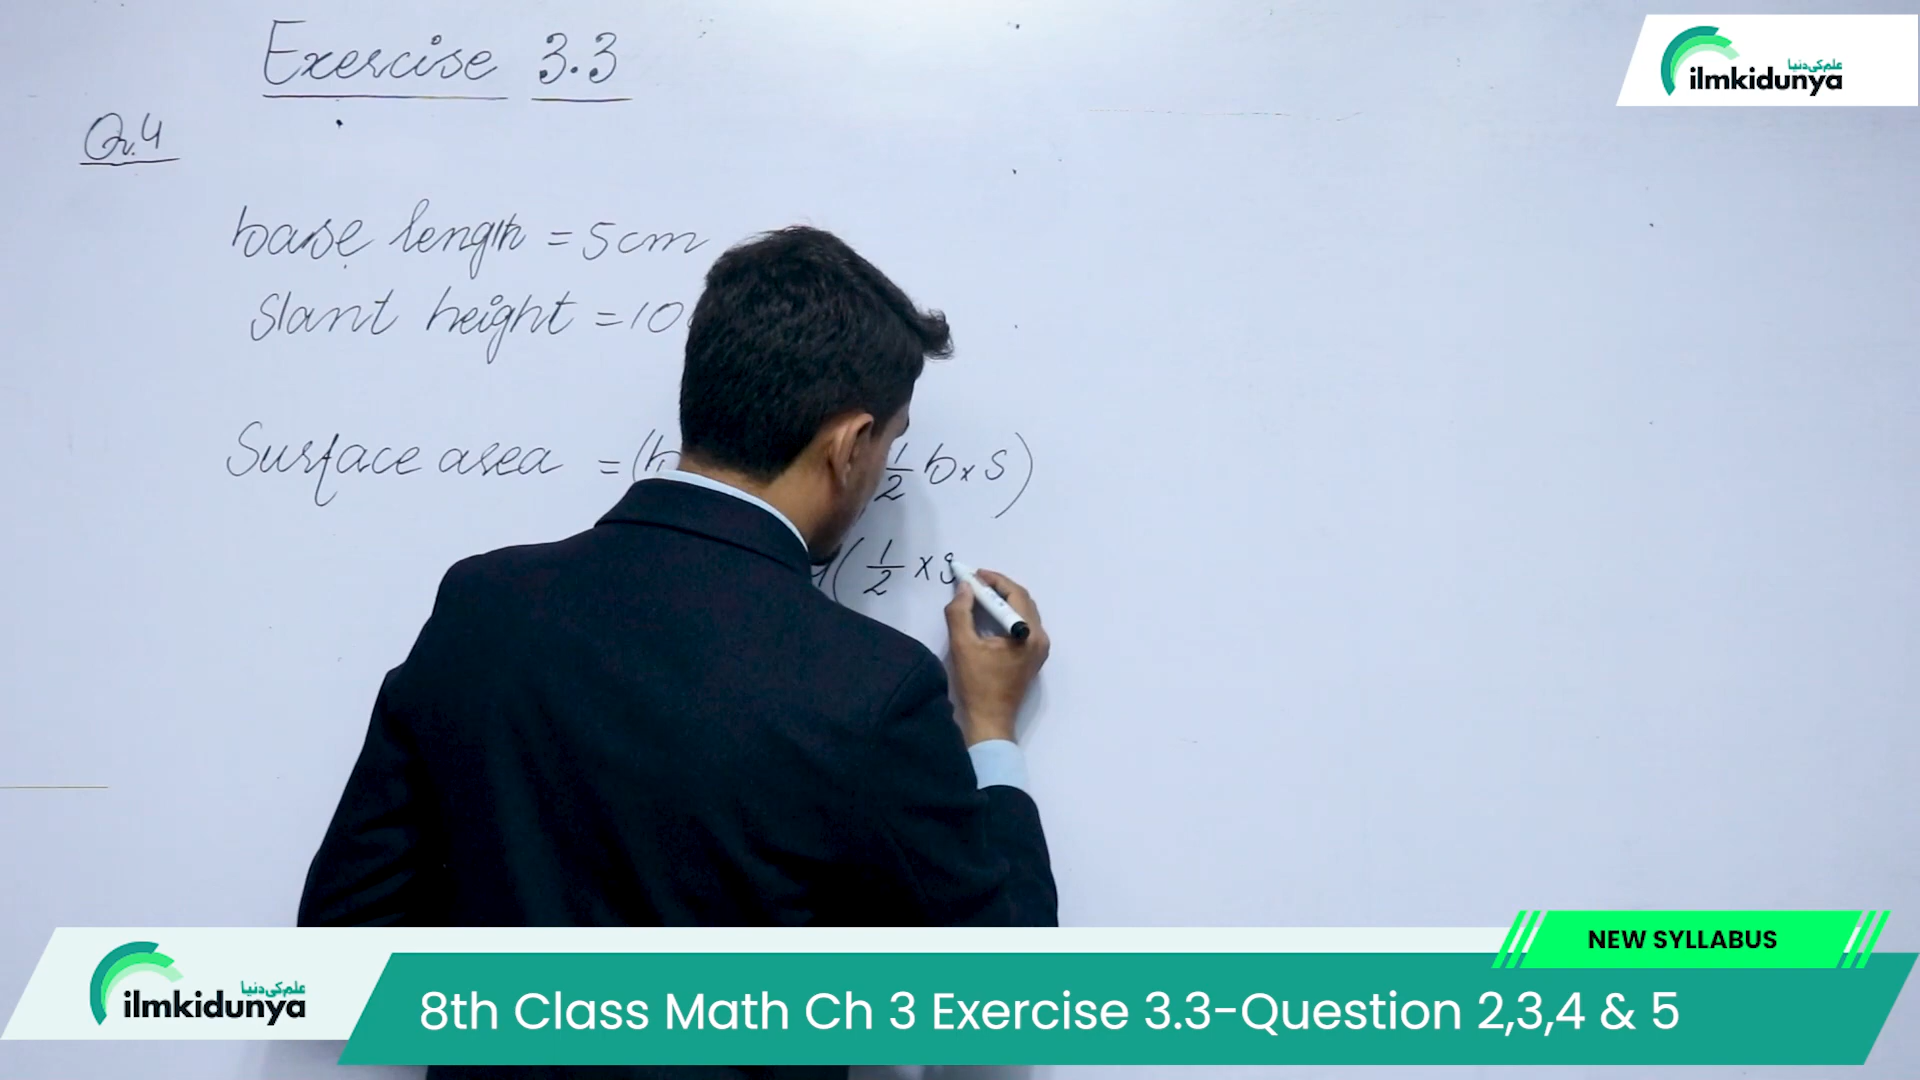 Exercise 3.3
علم کی دنیا
ilmkidunya
Q.4
base length = 5cm
Slant height = 10
Surface area = (b 1/2 b × s)
4(1/2 ×
NEW SYLLABUS
علم کی دنیا
ilmkidunya
8th Class Math Ch 3 Exercise 3.3-Question 2,3,4 & 5